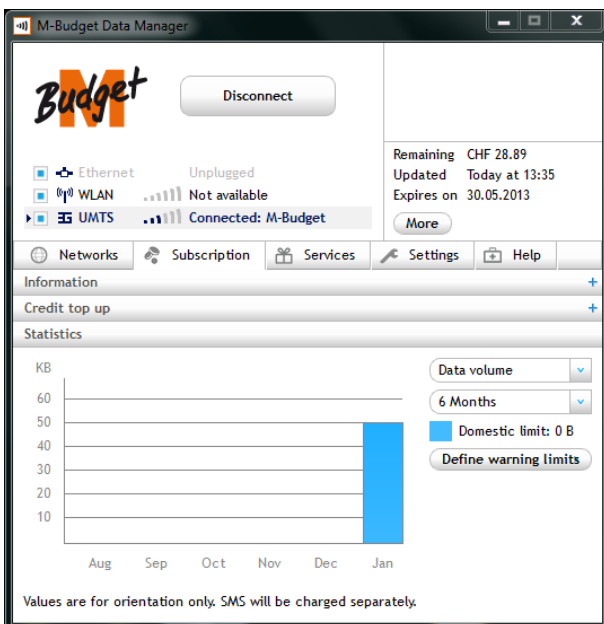 M-Budget Data Manager
M
Budget
Disconnect
Ethernet Unplugged
WLAN Not available
UMTS Connected: M-Budget
Remaining CHF 28.89
Updated Today at 13:35
Expires on 30.05.2013
More
Networks Subscription Services Settings Help
Information +
Credit top up +
Statistics
KB
60
50
40
30
20
10
Aug Sep Oct Nov Dec Jan
Data volume
6 Months
Domestic limit: 0 B
Define warning limits
Values are for orientation only. SMS will be charged separately.